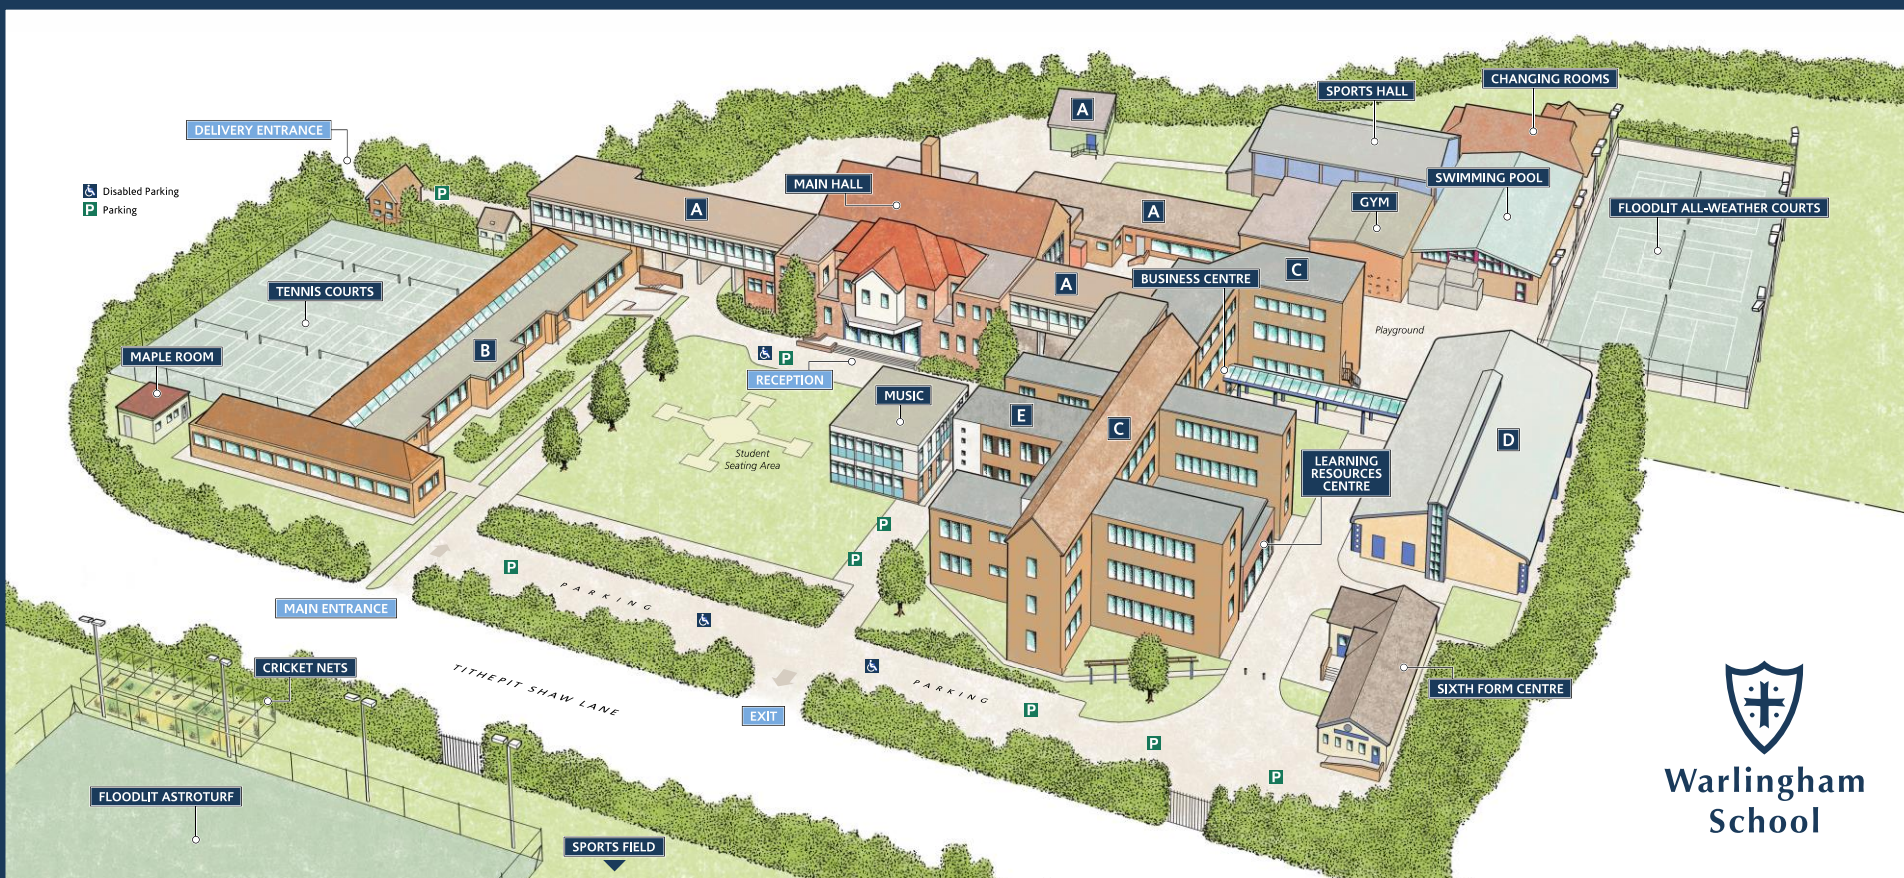 CHANGING ROOMS
SPORTS HALL
A
DELIVERY ENTRANCE
Disabled Parking
P Parking
P
MAIN HALL
A
A
GYM
SWIMMING POOL
FLOODLIT ALL-WEATHER COURTS
TENNIS COURTS
A
BUSINESS CENTRE
C
Playground
MAPLE ROOM
B
P
RECEPTION
MUSIC
E
C
D
Student
Seating Area
LEARNING
RESOURCES
CENTRE
P
P
P
PARKING
MAIN ENTRANCE
CRICKET NETS
TITHEPIT SHAW LANE
PARKING
SIXTH FORM CENTRE
EXIT
P
P
P
FLOODLIT ASTROTURF
SPORTS FIELD
Warlingham
School